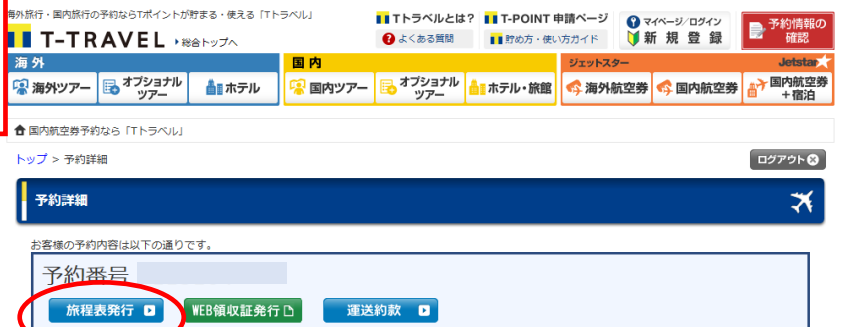 海外旅行・国内旅行の予約ならTポイントが貯まる・使える「Tトラベル」
T-TRAVEL 総合トップへ
Tトラベルとは? T-POINT 申請ページ
よくある質問 貯め方・使い方ガイド
マイページ/ログイン
新規登録
予約情報の
確認
海外
海外ツアー オプショナル
ツアー ホテル
国内
国内ツアー オプショナル
ツアー ホテル・旅館
ジェットスター Jetstar
海外航空券 国内航空券 国内航空券
+宿泊
国内航空券予約なら「Tトラベル」
トップ > 予約詳細
ログアウト
予約詳細
お客様の予約内容は以下の通りです。
予約番号
旅程表発行 WEB領収証発行 運送約款